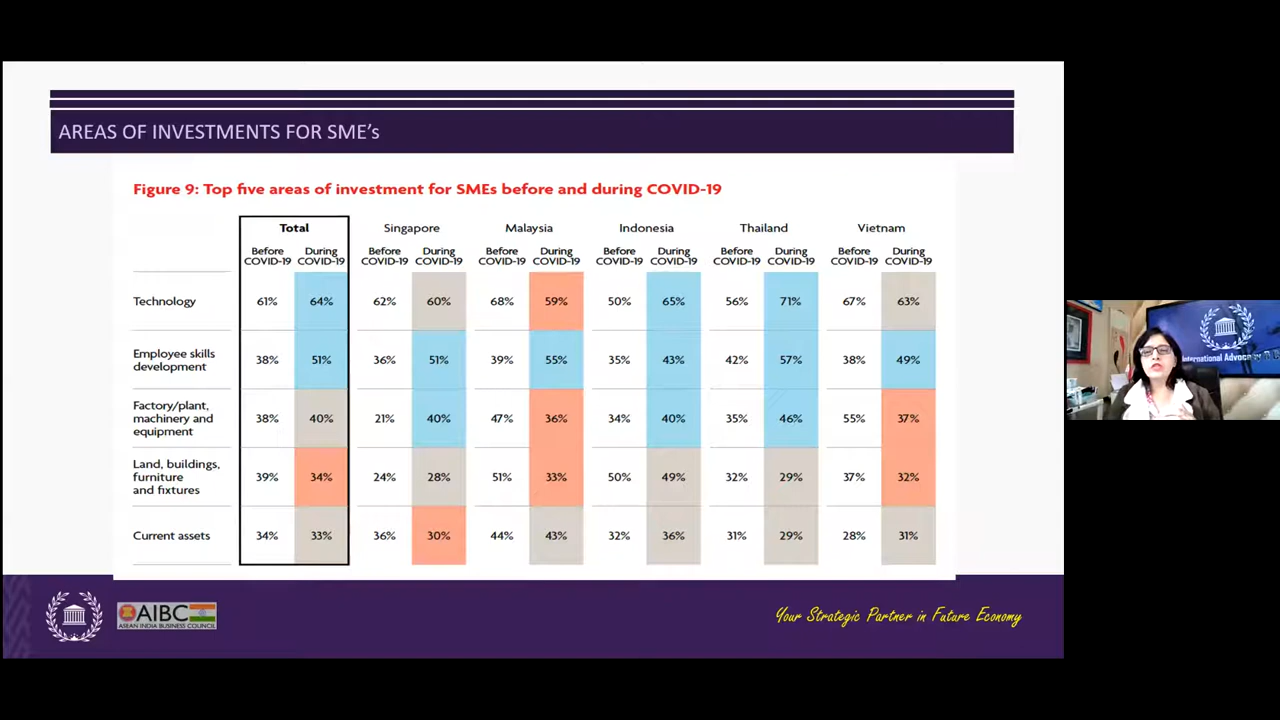 AREAS OF INVESTMENTS FOR SME's
Figure 9: Top five areas of investment for SMEs before and during COVID-19
Total Singapore Malaysia Indonesia Thailand Vietnam
Before During Before During Before During Before During Before During Before During
COVID-19 COVID-19 COVID-19 COVID-19 COVID-19 COVID-19 COVID-19 COVID-19 COVID-19 COVID-19 COVID-19 COVID-19
Technology 61% 64% 62% 60% 68% 59% 50% 65% 56% 71% 67% 63%
Employee skills
development 38% 51% 36% 51% 39% 55% 35% 43% 42% 57% 38% 49%
Factory/plant,
machinery and 38% 40% 21% 40% 47% 36% 34% 40% 35% 46% 55% 37%
equipment
Land, buildings,
furniture 39% 34% 24% 28% 51% 33% 50% 49% 32% 29% 37% 32%
and fixtures
Current assets 34% 33% 36% 30% 44% 43% 32% 36% 31% 29% 28% 31%
International Advoca
AIBC
ASEAN INDIA BUSINESS COUNCIL
Your Strategic Partner in Future Economy